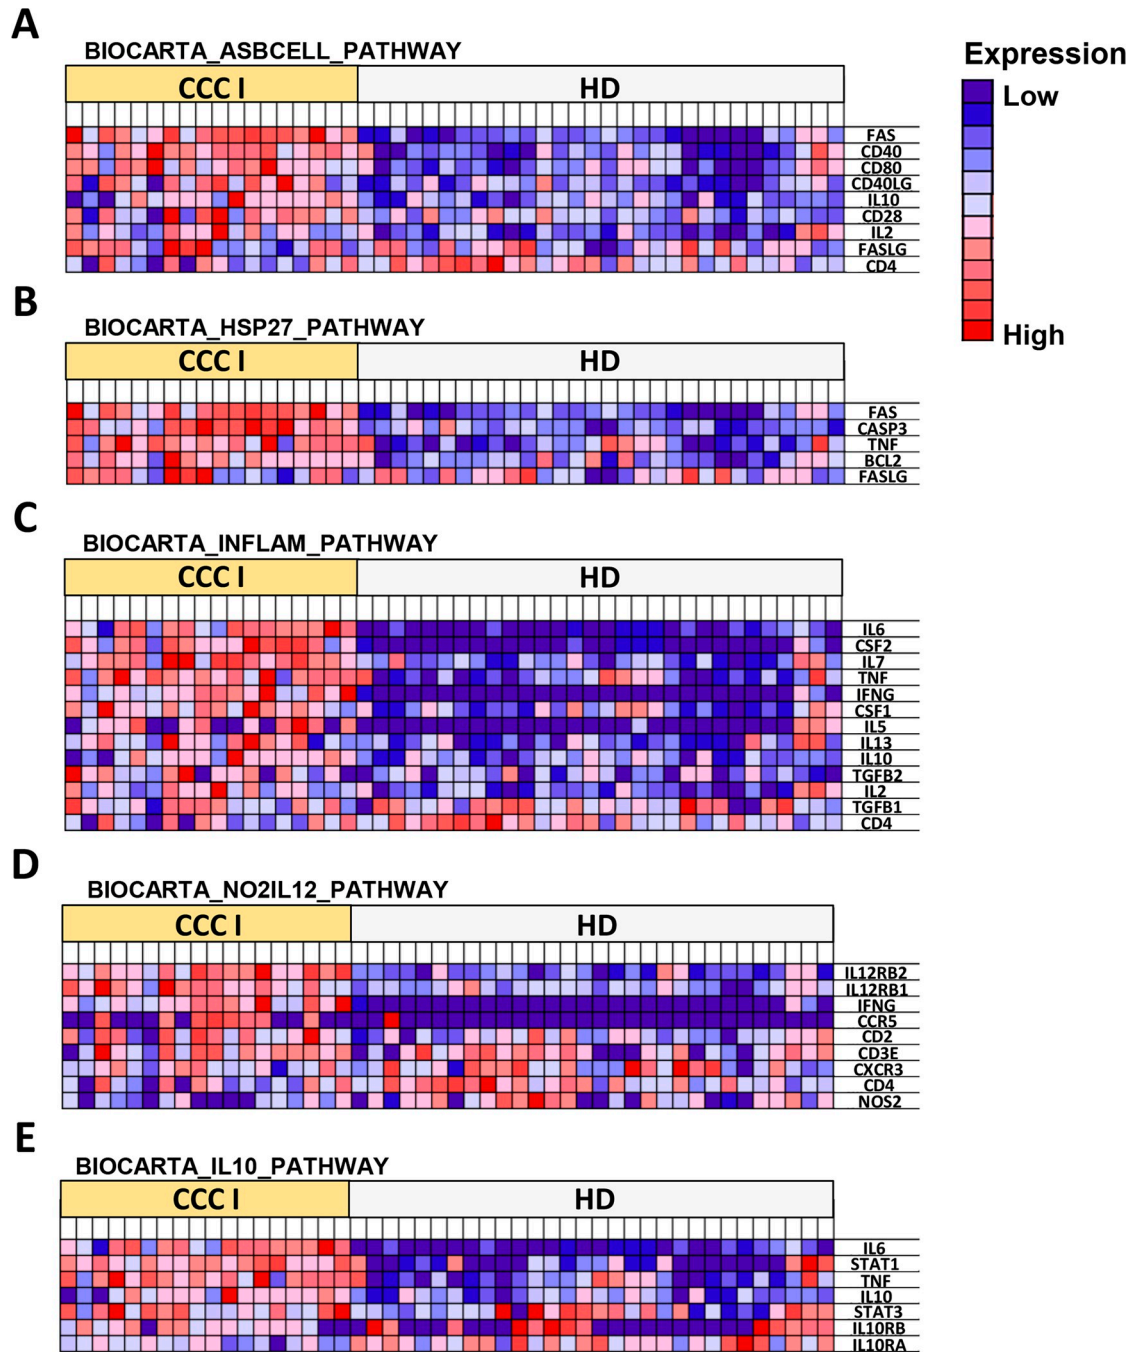 A
BIOCARTA_ASBCELL_PATHWAY
CCC I HD
FAS
CD40
CD80
CD40LG
IL10
CD28
IL2
FASLG
CD4
Expression
Low
High
B
BIOCARTA_HSP27_PATHWAY
CCC I HD
FAS
CASP3
TNF
BCL2
FASLG
C
BIOCARTA_INFLAM_PATHWAY
CCC I HD
IL6
CSF2
IL7
TNF
IFNG
CSF1
IL5
IL13
IL10
TGFB2
IL2
TGFB1
CD4
D
BIOCARTA_NO2IL12_PATHWAY
CCC I HD
IL12RB2
IL12RB1
IFNG
CCR5
CD2
CD3E
CXCR3
CD4
NOS2
E
BIOCARTA_IL10_PATHWAY
CCC I HD
IL6
STAT1
TNF
IL10
STAT3
IL10RB
IL10RA